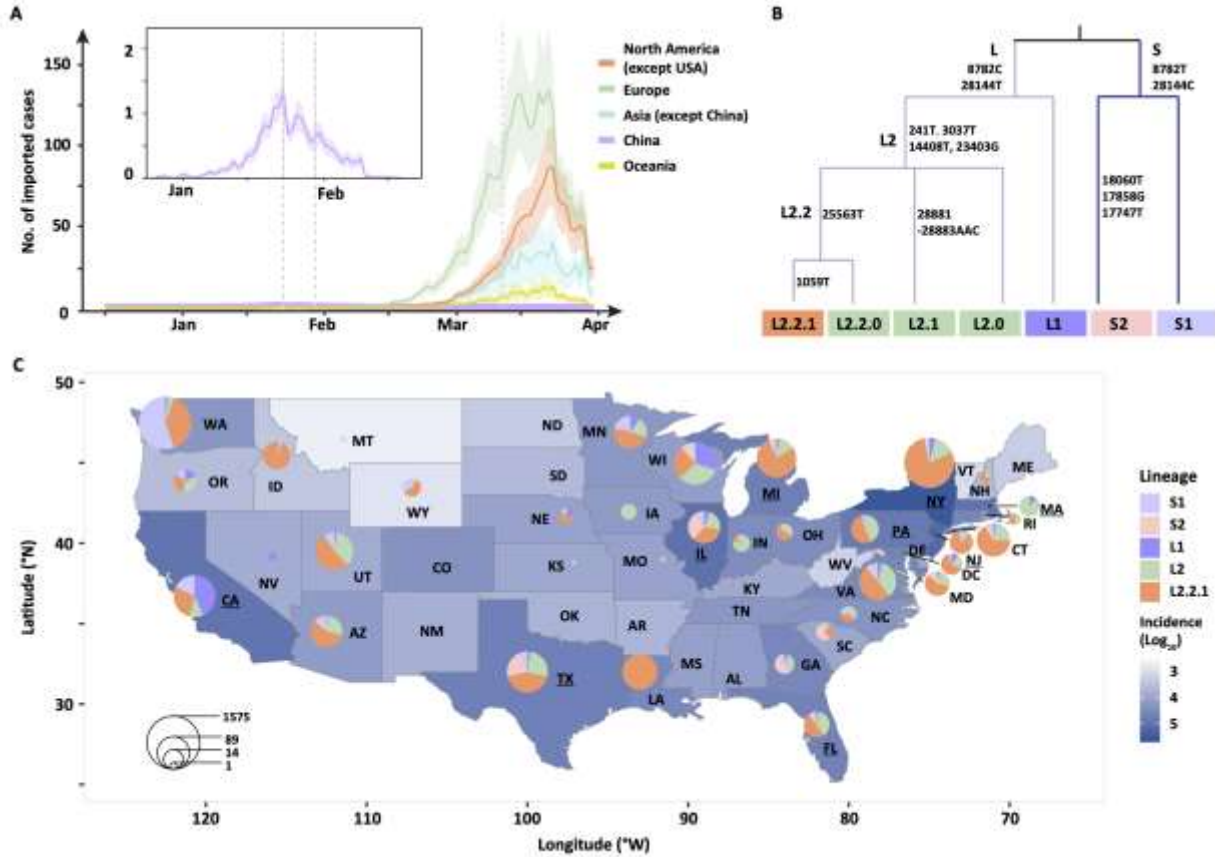 A
No. of imported cases
150
100
50
0
Jan
Feb
Mar
Apr
2
1
0
Jan
Feb
North America
(except USA)
Europe
Asia (except China)
China
Oceania
B
L
8782C
28144T
S
8782T
28144C
L2
241T. 3037T
14408T, 23403G
L2.2
25563T
28881
-28883AAC
18060T
17858G
17747T
1059T
L2.2.1
L2.2.0
L2.1
L2.0
L1
S2
S1
C
50
40
30
Latitude (°N)
120
110
100
90
80
70
Longitude (°W)
WA
MT
ND
MN
OR
ID
WY
SD
WI
MI
NY
VT
NH
ME
MA
RI
CT
NJ
DC
MD
DE
PA
NE
IA
IL
IN
OH
WV
VA
NV
UT
CO
KS
MO
KY
CA
AZ
NM
OK
AR
TN
NC
SC
TX
LA
MS
AL
GA
FL
1575
89
14
1
Lineage
S1
S2
L1
L2
L2.2.1
Incidence
(Log₁₀)
3
4
5